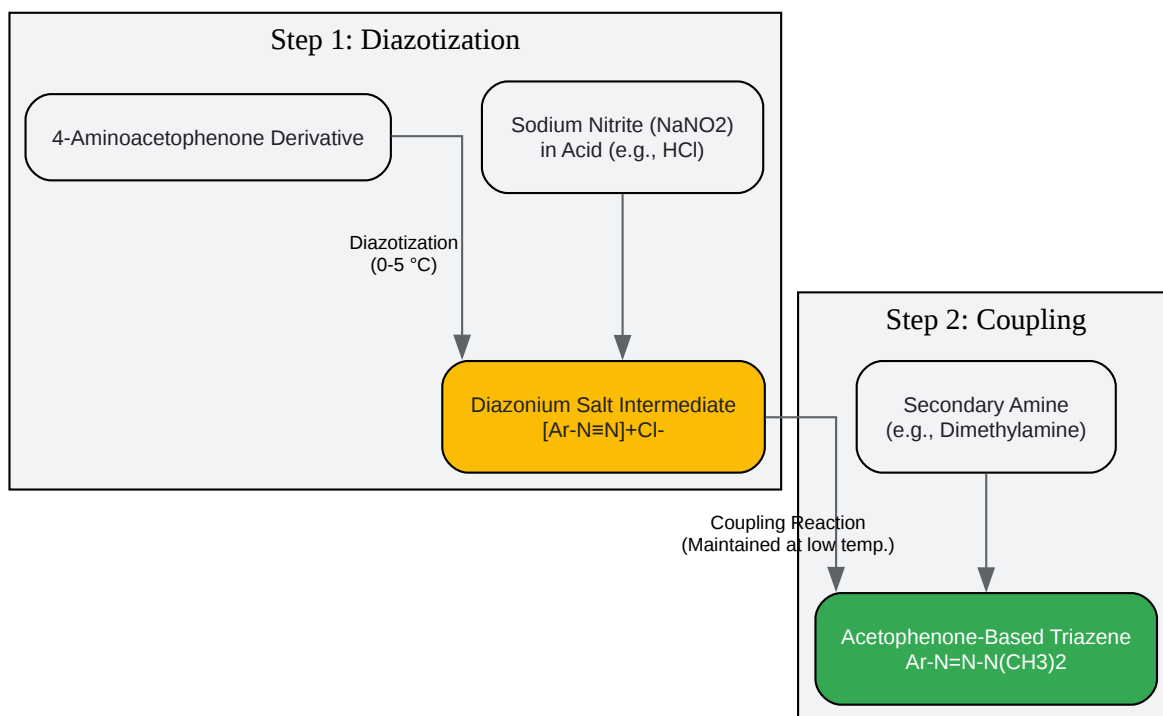 Step 1: Diazotization
4-Aminoacetophenone Derivative
Sodium Nitrite (NaNO2)
in Acid (e.g., HCl)
Diazotization
(0-5 °C)
Diazonium Salt Intermediate
[Ar-N≡N]+Cl-
Step 2: Coupling
Secondary Amine
(e.g., Dimethylamine)
Coupling Reaction
(Maintained at low temp.)
Acetophenone-Based Triazene
Ar-N=N-N(CH3)2